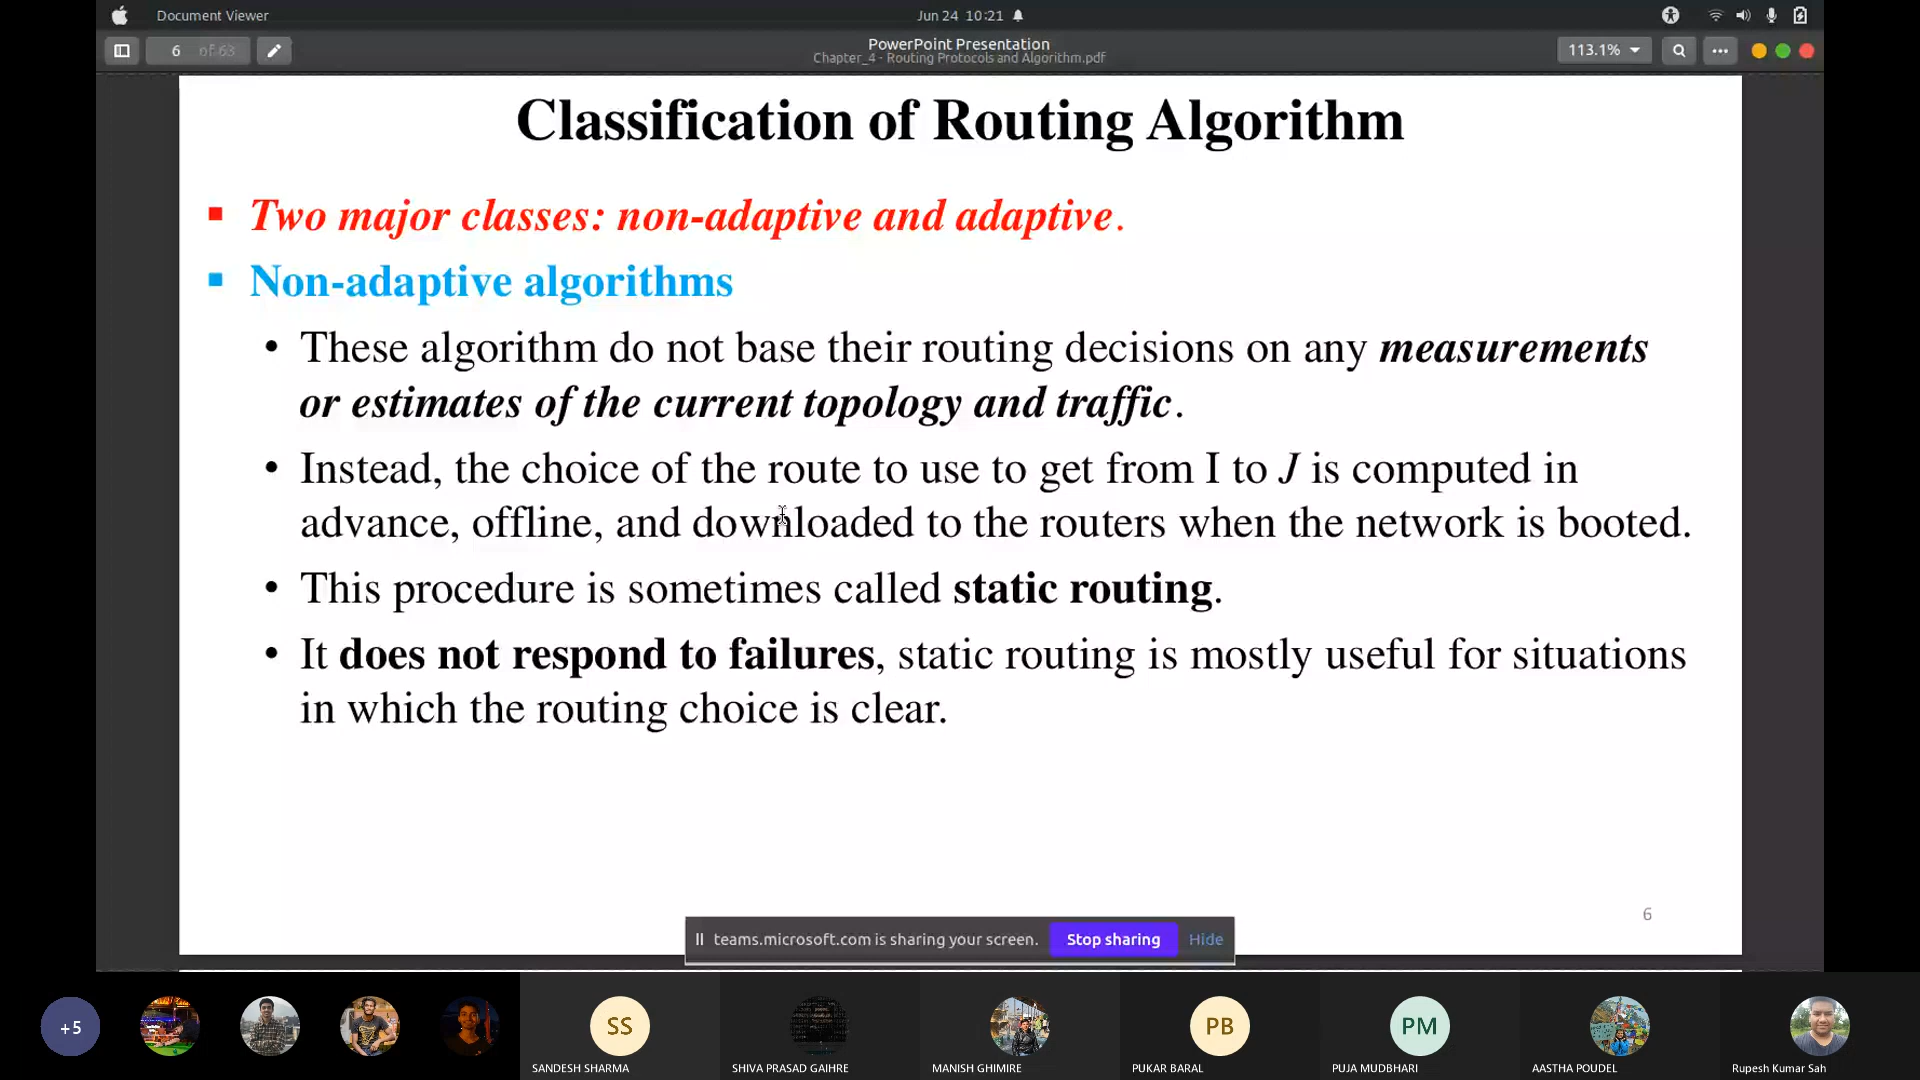 Document Viewer
Jun 24 10:21
6 of 63
PowerPoint Presentation
Chapter_4 - Routing Protocols and Algorithm.pdf
113.1%
Classification of Routing Algorithm
Two major classes: non-adaptive and adaptive.
Non-adaptive algorithms
• These algorithm do not base their routing decisions on any measurements
or estimates of the current topology and traffic.
• Instead, the choice of the route to use to get from I to J is computed in
advance, offline, and downloaded to the routers when the network is booted.
• This procedure is sometimes called static routing.
• It does not respond to failures, static routing is mostly useful for situations
in which the routing choice is clear.
6
teams.microsoft.com is sharing your screen. Stop sharing Hide
+5
SS
PB
PM
SANDESH SHARMA
SHIVA PRASAD GAIHRE
MANISH GHIMIRE
PUKAR BARAL
PUJA MUDBHARI
AASTHA POUDEL
Rupesh Kumar Sah